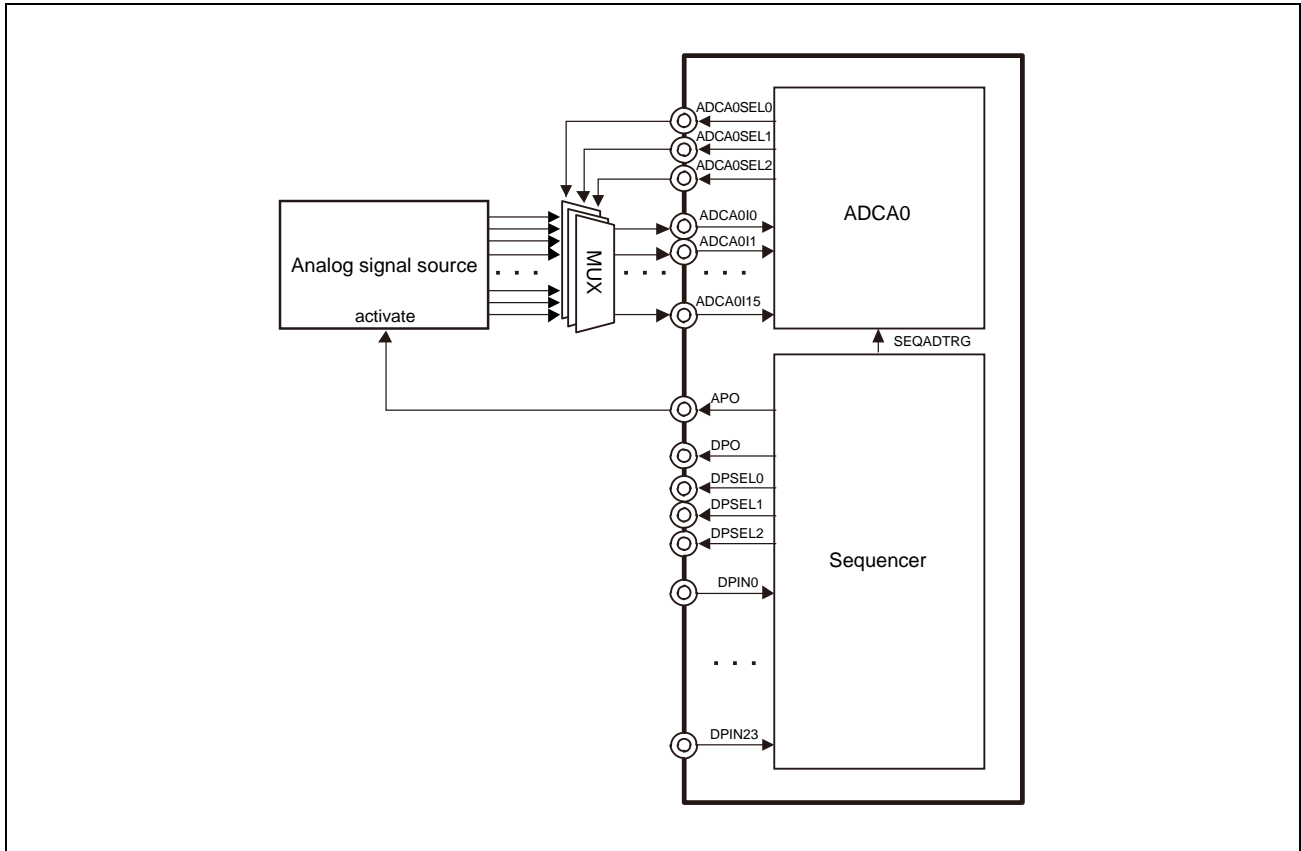 ADCA0SEL0
ADCA0SEL1
ADCA0SEL2
ADCA0I0
ADCA0
ADCA0I1
Analog signal source
MUX
. . . . . . . . . . .
ADCA0I15
activate
SEQADTRG
APO
DPO
DPSEL0
DPSEL1
DPSEL2
Sequencer
DPIN0
. . .
DPIN23